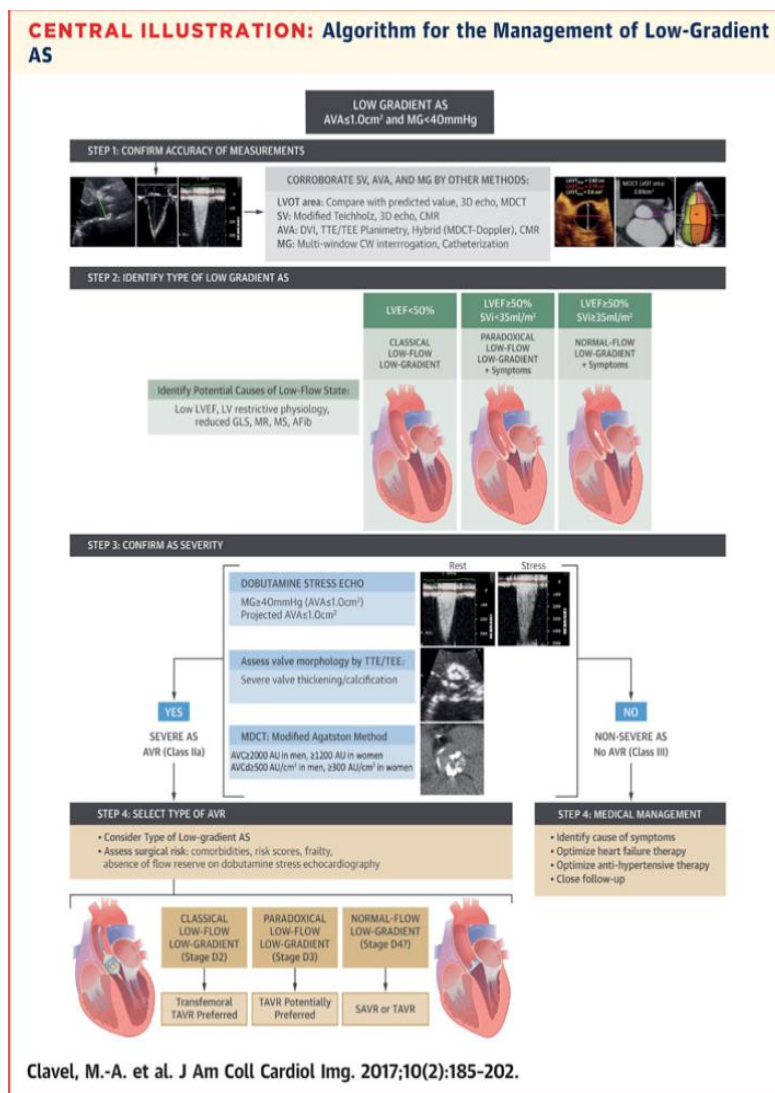 CENTRAL ILLUSTRATION: Algorithm for the Management of Low-Gradient
AS
LOW GRADIENT AS
AVA≤1.0cm² and MG<40mmHg
STEP 1: CONFIRM ACCURACY OF MEASUREMENTS
CORROBORATE SV, AVA, AND MG BY OTHER METHODS:
LVOT area: Compare with predicted value, 3D echo, MDCT
SV: Modified Teichholz, 3D echo, CMR
AVA: DVI, TTE/TEE Planimetry, Hybrid (MDCT-Doppler), CMR
MG: Multi-window CW interrrogation, Catheterization
MDCT LVOT area:
STEP 2: IDENTIFY TYPE OF LOW GRADIENT AS
LVEF<50%
LVEF≥50%
SVi<35ml/m²
LVEF≥50%
SVi≥35ml/m²
CLASSICAL
LOW-FLOW
LOW-GRADIENT
PARADOXICAL
LOW-FLOW
LOW-GRADIENT
+ Symptoms
NORMAL-FLOW
LOW-GRADIENT
+ Symptoms
Identify Potential Causes of Low-Flow State:
Low LVEF, LV restrictive physiology,
reduced GLS, MR, MS, AFib
STEP 3: CONFIRM AS SEVERITY
Rest
Stress
DOBUTAMINE STRESS ECHO
MG≥40mmHg (AVA≤1.0cm²)
Projected AVA≤1.0cm²
Assess valve morphology by TTE/TEE:
Severe valve thickening/calcification
MDCT: Modified Agatston Method
AVC≥2000 AU in men, ≥1200 AU in women
AVCd≥500 AU/cm² in men, ≥300 AU/cm² in women
YES
SEVERE AS
AVR (Class IIa)
NO
NON-SEVERE AS
No AVR (Class III)
STEP 4: SELECT TYPE OF AVR
• Consider Type of Low-gradient AS
• Assess surgical risk: comorbidities, risk scores, frailty,
absence of flow reserve on dobutamine stress echocardiography
STEP 4: MEDICAL MANAGEMENT
• Identify cause of symptoms
• Optimize heart failure therapy
• Optimize anti-hypertensive therapy
• Close follow-up
CLASSICAL
LOW-FLOW
LOW-GRADIENT
(Stage D2)
PARADOXICAL
LOW-FLOW
LOW-GRADIENT
(Stage D3)
NORMAL-FLOW
LOW-GRADIENT
(Stage D4?)
Transfemoral
TAVR Preferred
TAVR Potentially
Preferred
SAVR or TAVR
Clavel, M.-A. et al. J Am Coll Cardiol Img. 2017;10(2):185-202.